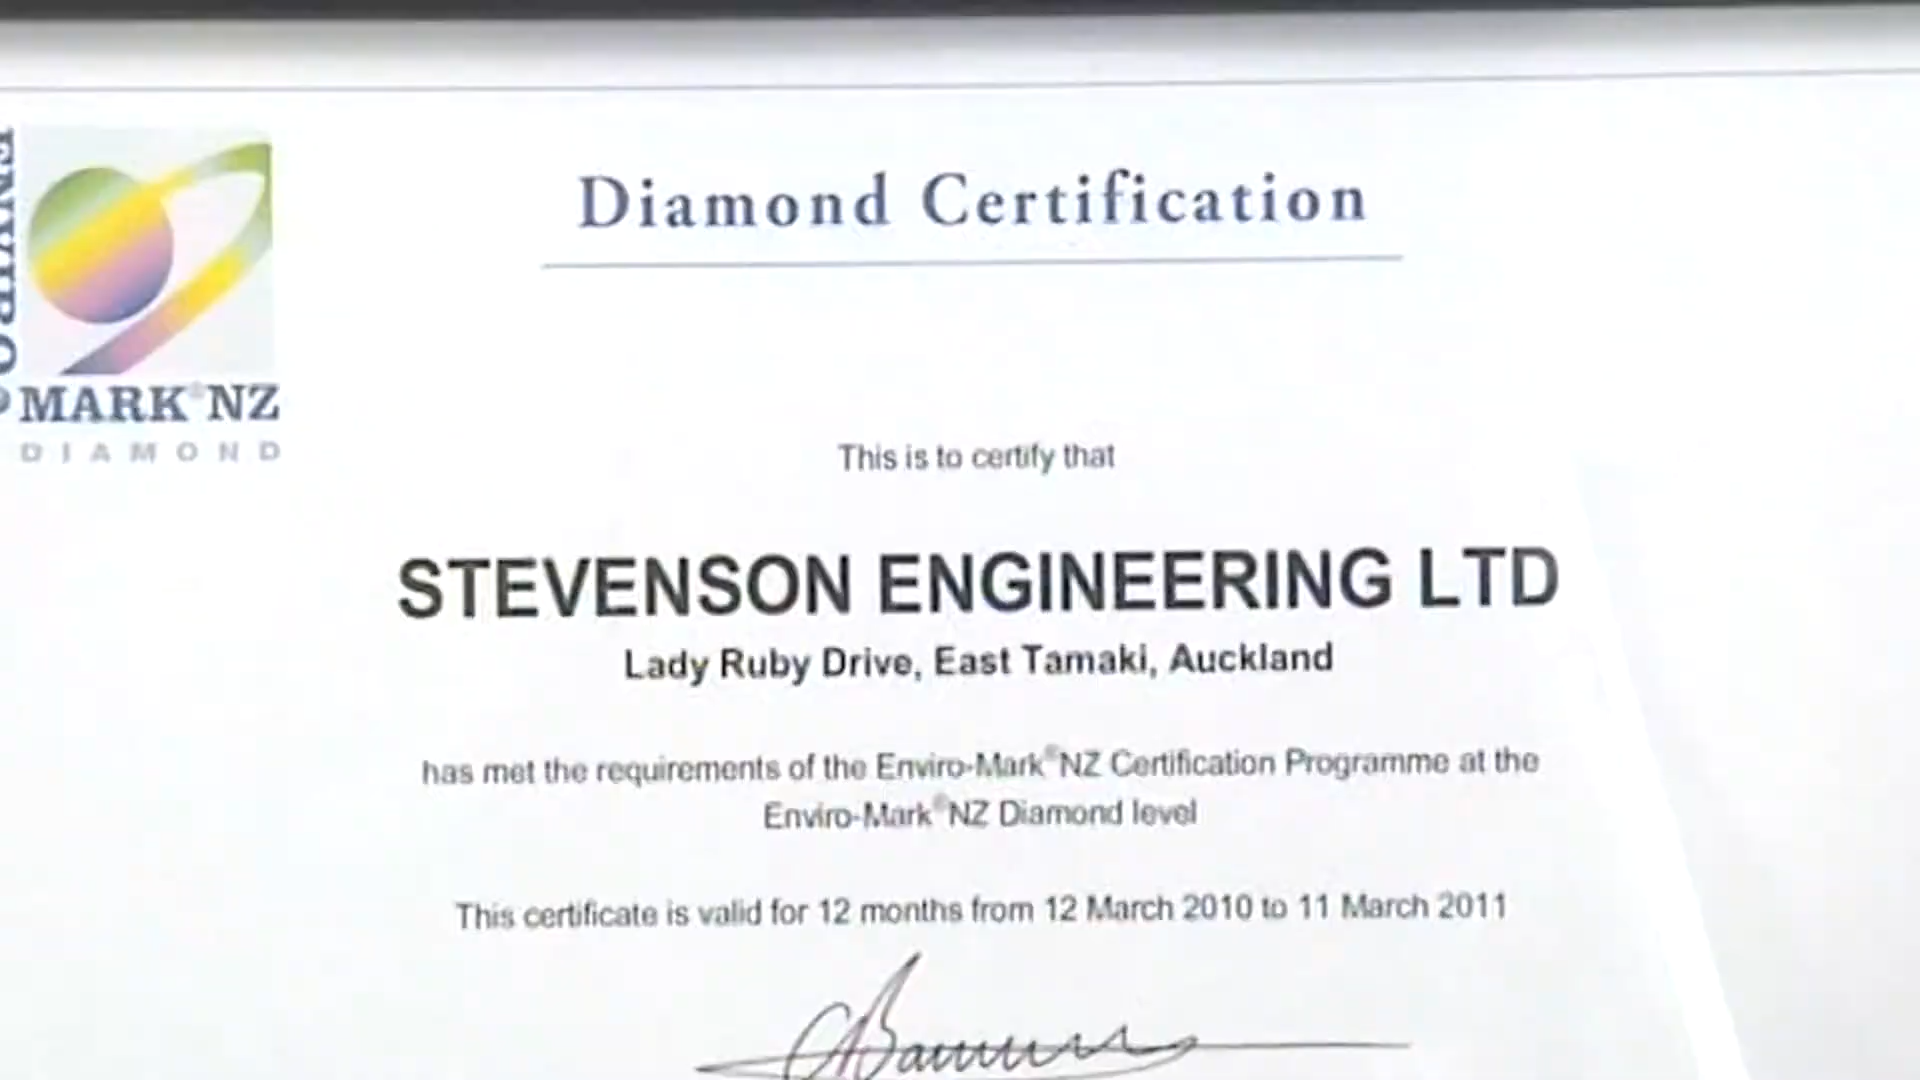 Diamond Certification
ENVIRO
MARK®NZ
DIAMOND
This is to certify that
STEVENSON ENGINEERING LTD
Lady Ruby Drive, East Tamaki, Auckland
has met the requirements of the Enviro-Mark®NZ Certification Programme at the
Enviro-Mark®NZ Diamond level
This certificate is valid for 12 months from 12 March 2010 to 11 March 2011